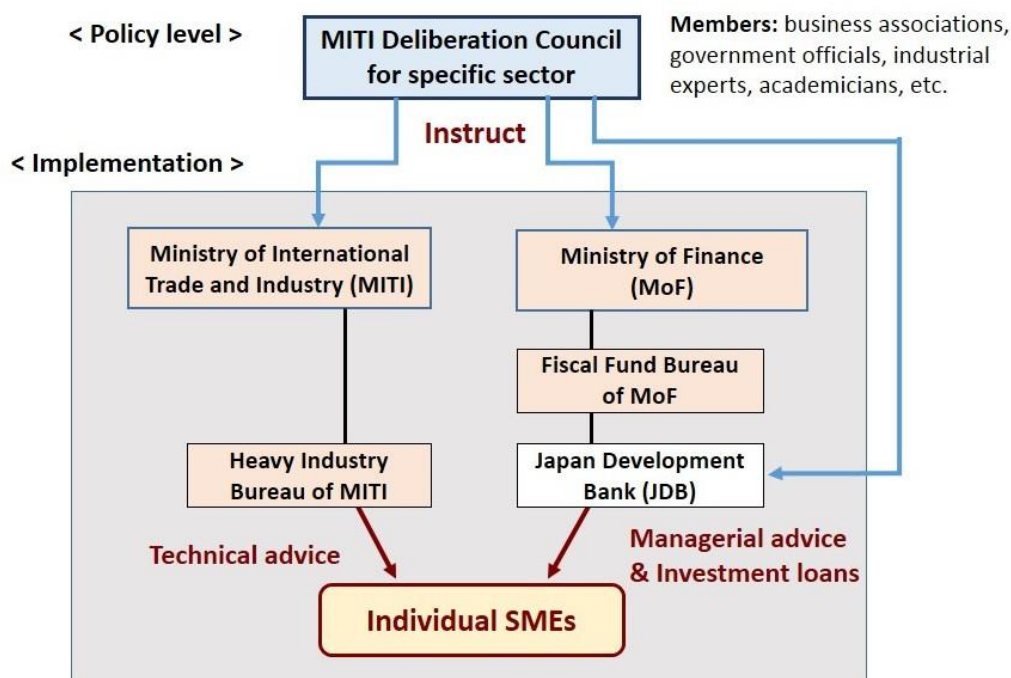 < Policy level >
MITI Deliberation Council
for specific sector
Members: business associations,
government officials, industrial
experts, academicians, etc.
Instruct
< Implementation >
Ministry of International
Trade and Industry (MITI)
Ministry of Finance
(MoF)
Fiscal Fund Bureau
of MoF
Heavy Industry
Bureau of MITI
Japan Development
Bank (JDB)
Technical advice
Managerial advice
& Investment loans
Individual SMEs